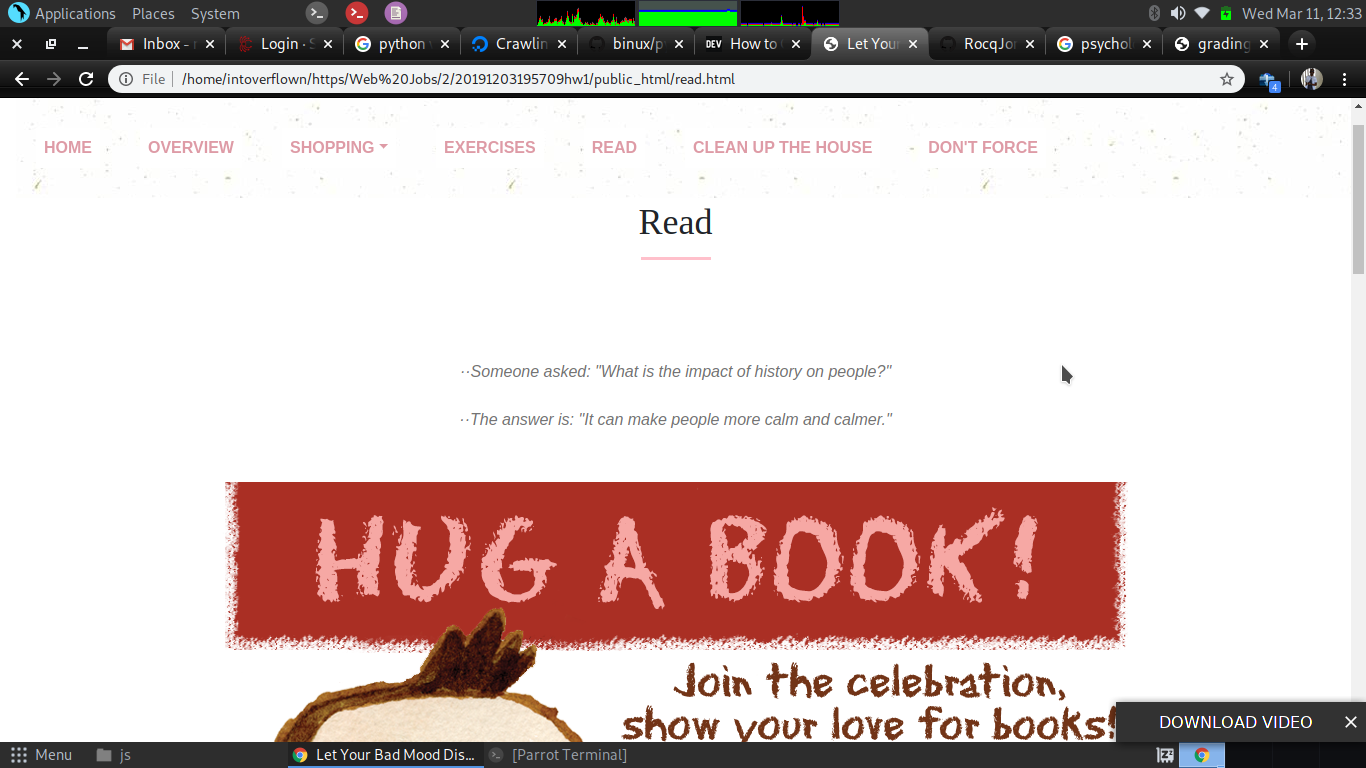 Applications Places System Wed Mar 11, 12:33
Inbox - Login · python Crawlin binux/p DEV How to Let Your RocqJor psychol grading
File | /home/intoverflown/https/Web%20Jobs/2/20191203195709hw1/public_html/read.html
4
HOME OVERVIEW SHOPPING EXERCISES READ CLEAN UP THE HOUSE DON'T FORCE
Read
··Someone asked: "What is the impact of history on people?"
··The answer is: "It can make people more calm and calmer."
HUG A BOOK!
Join the celebration,
show your love for books!
DOWNLOAD VIDEO
Menu js Let Your Bad Mood Dis... [Parrot Terminal]